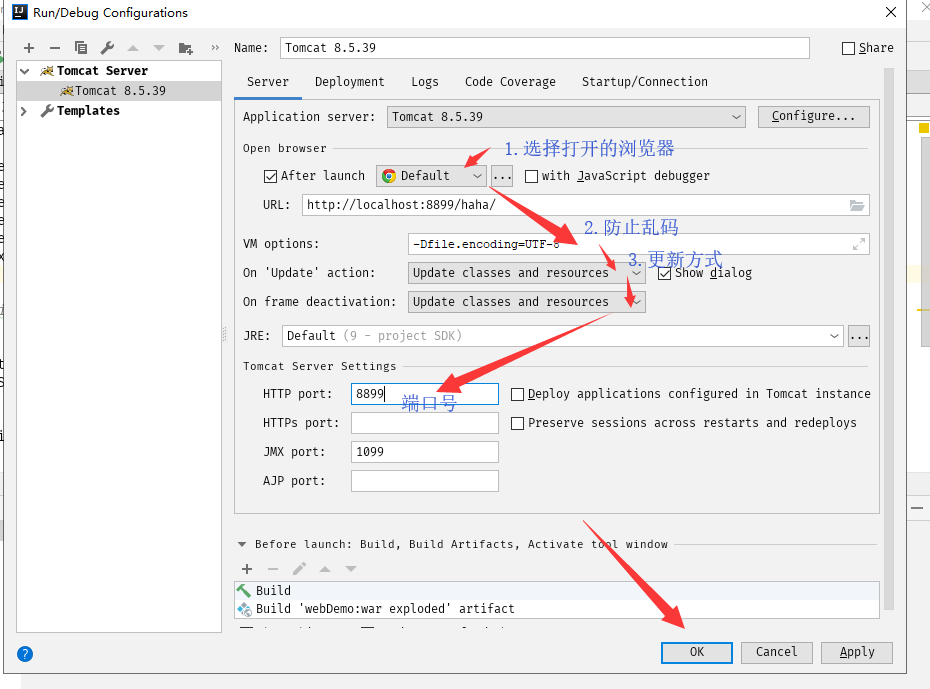 Run/Debug Configurations
Name: Tomcat 8.5.39 Share
Tomcat Server
Tomcat 8.5.39
Templates
Server Deployment Logs Code Coverage Startup/Connection
Application server: Tomcat 8.5.39 Configure...
Open browser
1. 选择打开的浏览器
After launch Default ... with JavaScript debugger
URL: http://localhost:8899/haha/
2. 防止乱码
VM options: -Dfile.encoding=UTF-8
3. 更新方式
On 'Update' action: Update classes and resources Show dialog
On frame deactivation: Update classes and resources
JRE: Default (9 - project SDK) ...
Tomcat Server Settings
HTTP port: 8899 Deploy applications configured in Tomcat instance
端口号
HTTPs port: Preserve sessions across restarts and redeploys
JMX port: 1099
AJP port:
Before launch: Build, Build Artifacts, Activate tool window
Build
Build 'webDemo:war exploded' artifact
? OK Cancel Apply